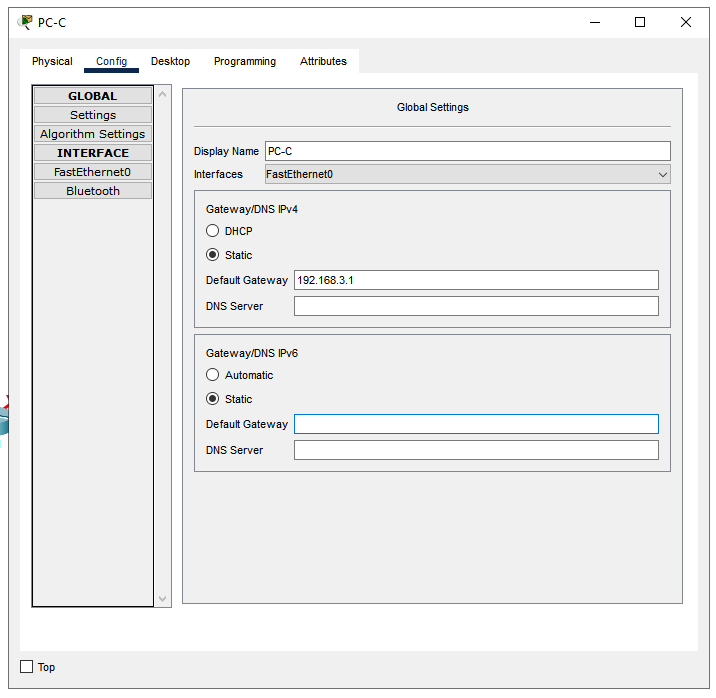 PC-C
Physical Config Desktop Programming Attributes
GLOBAL
Settings
Algorithm Settings
INTERFACE
FastEthernet0
Bluetooth
Global Settings
Display Name PC-C
Interfaces FastEthernet0
Gateway/DNS IPv4
DHCP
Static
Default Gateway 192.168.3.1
DNS Server
Gateway/DNS IPv6
Automatic
Static
Default Gateway
DNS Server
Top